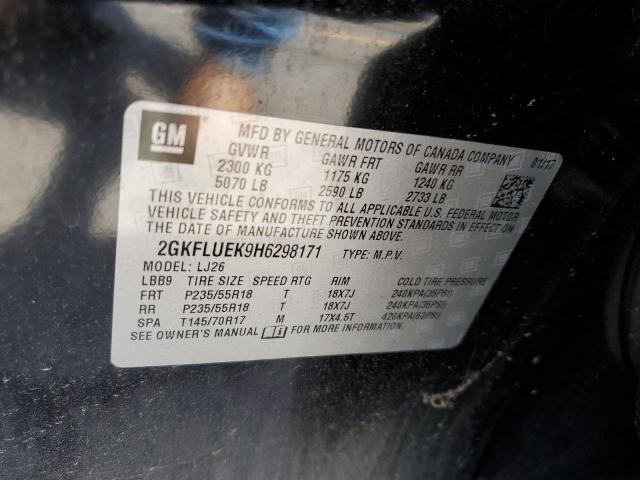 GM
MFD BY GENERAL MOTORS OF CANADA COMPANY 01/17
GVWR GAWR FRT GAWR RR
2300 KG 1175 KG 1240 KG
5070 LB 2590 LB 2733 LB
THIS VEHICLE CONFORMS TO ALL APPLICABLE U.S. FEDERAL MOTOR
VEHICLE SAFETY AND THEFT PREVENTION STANDARDS IN EFFECT ON
THE DATE OF MANUFACTURE SHOWN ABOVE.
2GKFLUEK9H6298171 TYPE: M.P.V.
MODEL: LJ26
LBB9 TIRE SIZE SPEED RTG RIM COLD TIRE PRESSURE
FRT P235/55R18 T 18X7J 240KPA(35PSI)
RR P235/55R18 T 18X7J 240KPA(35PSI)
SPA T145/70R17 M 17X4.5T 420KPA(60PSI)
SEE OWNER'S MANUAL FOR MORE INFORMATION.